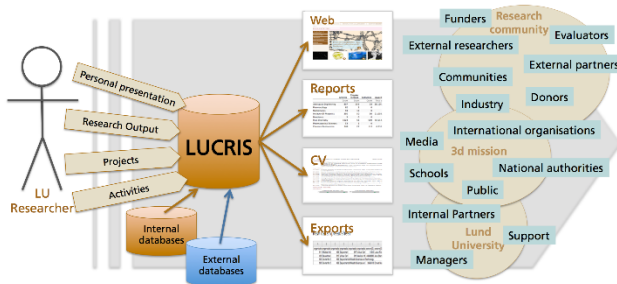 LU
Researcher
Personal presentation
Research Output
Projects
Activities
LUCRIS
Internal
databases
External
databases
Web
Reports
CV
Exports
Research
community
Funders
Evaluators
External researchers
External partners
Communities
Donors
Industry
International organisations
Media
3d mission
National authorities
Schools
Public
Internal Partners
Lund
University
Support
Managers